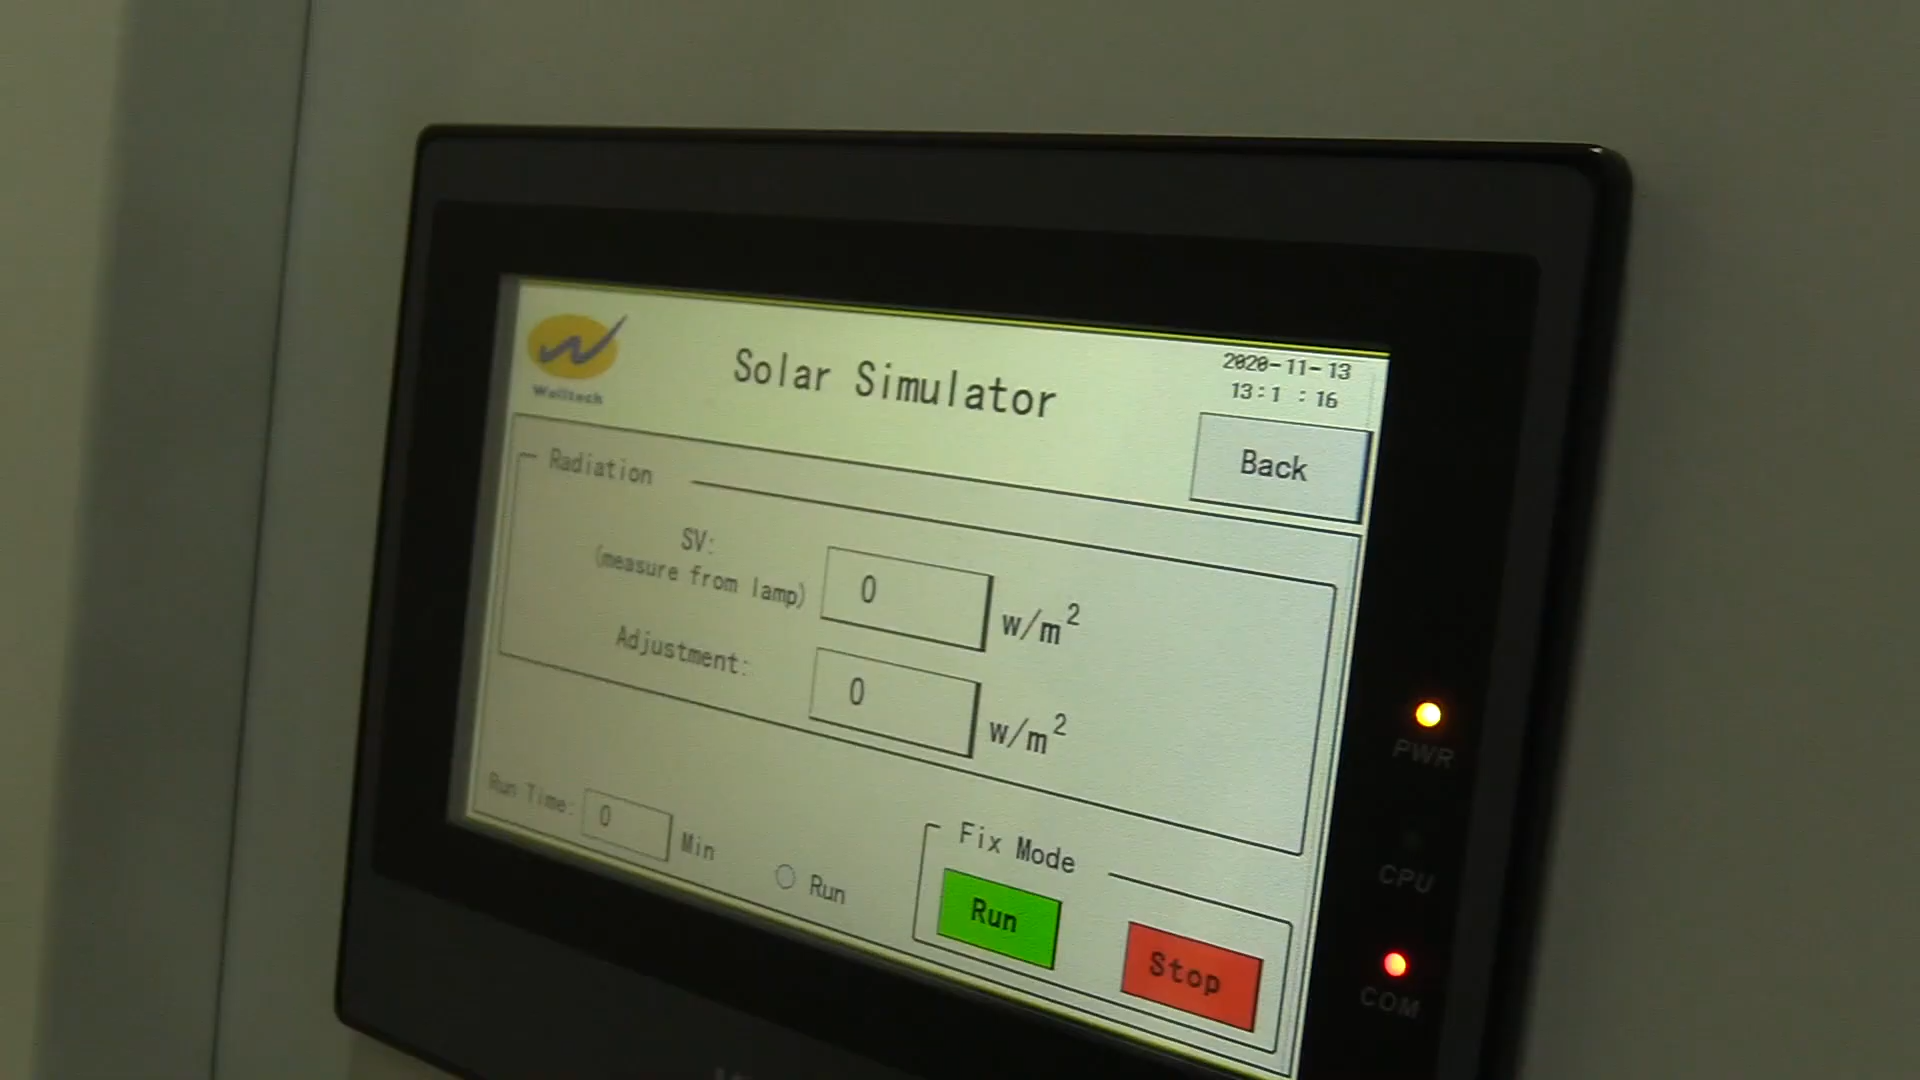 Solar Simulator
2020-11-13
13:1 :16
Back
Radiation
SV:
(measure from lamp)
0
w/m²
Adjustment:
0
w/m²
Run Time:
0
Min
Run
Fix Mode
Run
Stop
PWR
CPU
COM